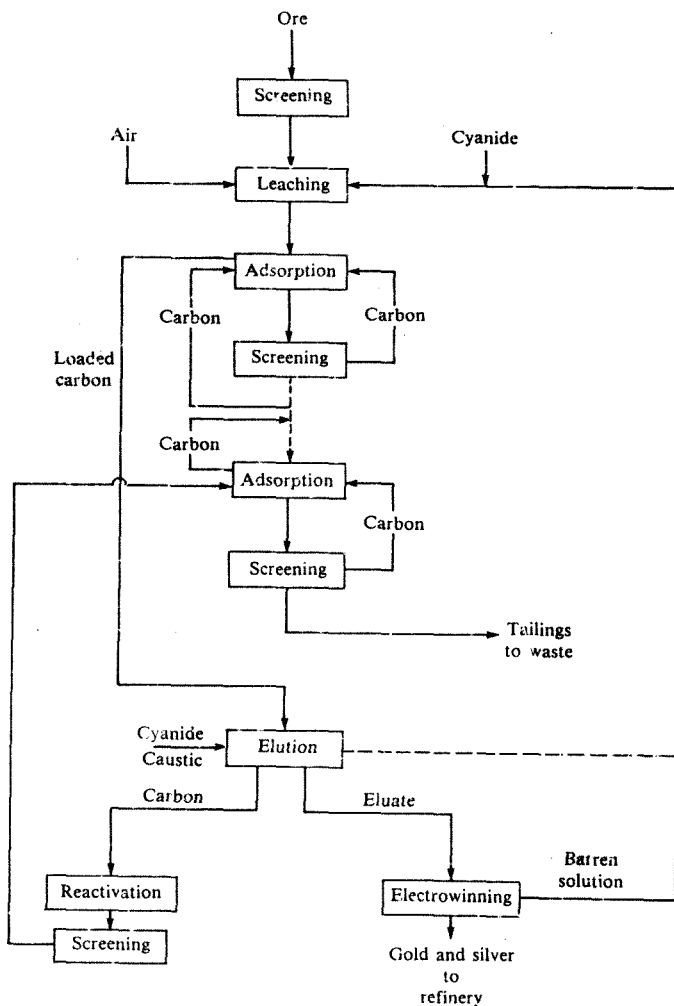 Ore
Screening
Air
Cyanide
Leaching
Adsorption
Carbon
Carbon
Loaded
carbon
Screening
Carbon
Adsorption
Carbon
Screening
Tailings
to waste
Cyanide
Caustic
Elution
Carbon
Eluate
Barren
solution
Reactivation
Electrowinning
Screening
Gold and silver
to
refinery